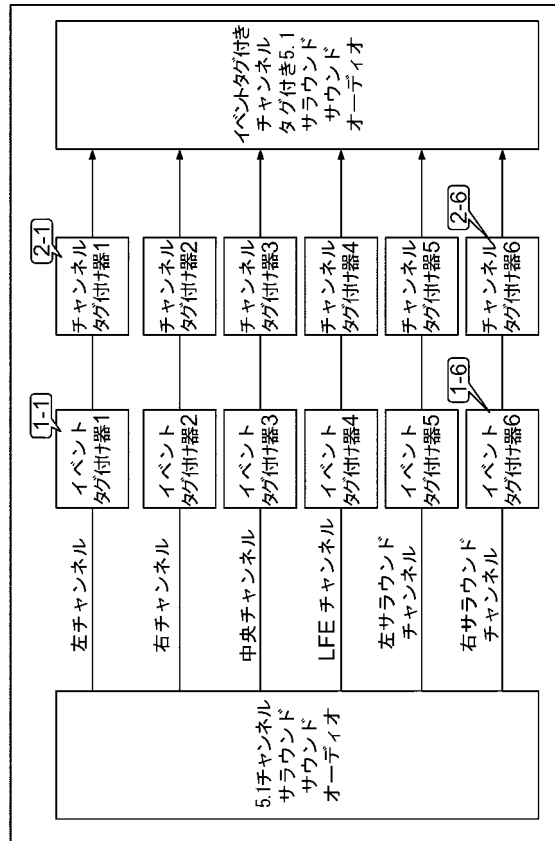 5.1チャンネル
サラウンド
サウンド
オーディオ
左チャンネル
右チャンネル
中央チャンネル
LFE チャンネル
左サラウンド
チャンネル
右サラウンド
チャンネル
1-1
イベント
タグ付け器1
イベント
タグ付け器2
イベント
タグ付け器3
イベント
タグ付け器4
イベント
タグ付け器5
1-6
イベント
タグ付け器6
2-1
チャンネル
タグ付け器1
チャンネル
タグ付け器2
チャンネル
タグ付け器3
チャンネル
タグ付け器4
チャンネル
タグ付け器5
2-6
チャンネル
タグ付け器6
イベントタグ付き
チャンネル
タグ付き5.1
サラウンド
サウンド
オーディオ